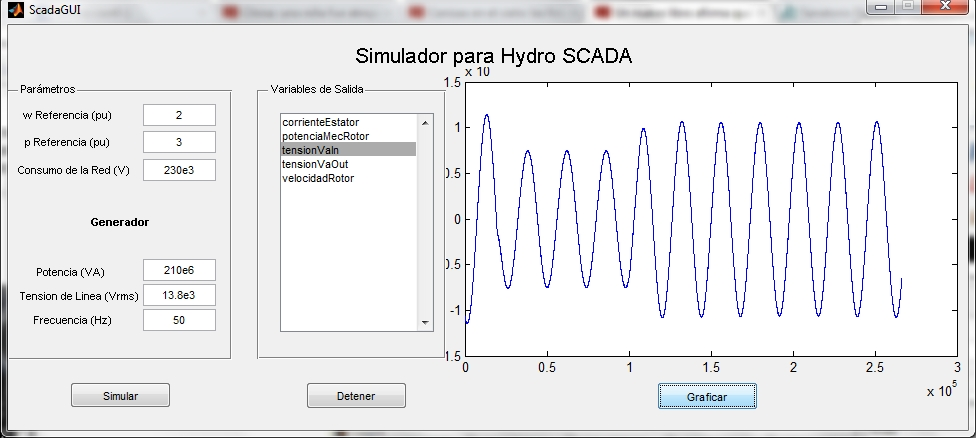 ScadaGUI
Simulador para Hydro SCADA
Parámetros
w Referencia (pu)
2
p Referencia (pu)
3
Consumo de la Red (V)
230e3
Generador
Potencia (VA)
210e6
Tension de Linea (Vrms)
13.8e3
Frecuencia (Hz)
50
Variables de Salida
corrienteEstator
potenciaMecRotor
tensionVaIn
tensionVaOut
velocidadRotor
x 10
1.5
1
0.5
0
0.5
-1
1.5
0
0.5
1
1.5
2
2.5
3
x 10⁵
Simular
Detener
Graficar